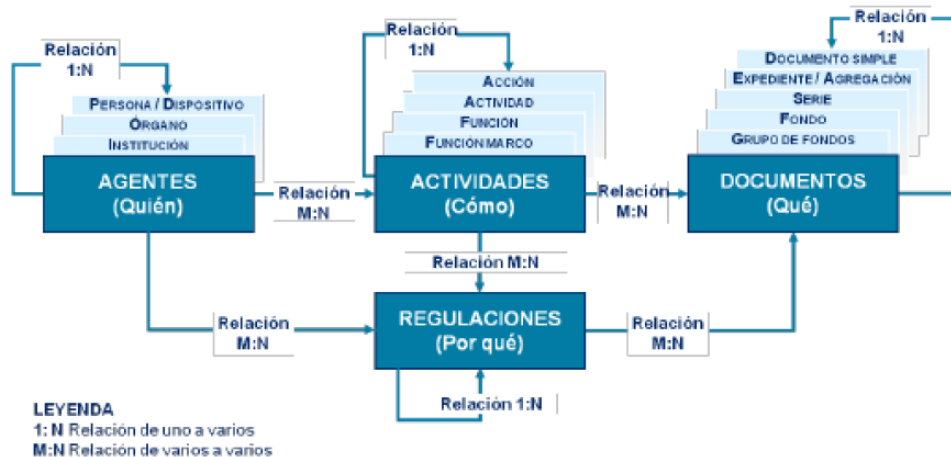 Relación
1:N
PERSONA / DISPOSITIVO
ÓRGANO
INSTITUCIÓN
AGENTES
(Quién)
Relación
M:N
Relación
1:N
ACCIÓN
ACTIVIDAD
FUNCIÓN
FUNCIÓN MARCO
ACTIVIDADES
(Cómo)
Relación
M:N
Relación
1:N
DOCUMENTO SIMPLE
EXPEDIENTE / AGREGACIÓN
SERIE
FONDO
GRUPO DE FONDOS
DOCUMENTOS
(Qué)
Relación M:N
Relación
M:N
REGULACIONES
(Por qué)
Relación
M:N
Relación 1:N
LEYENDA
1: N Relación de uno a varios
M:N Relación de varios a varios